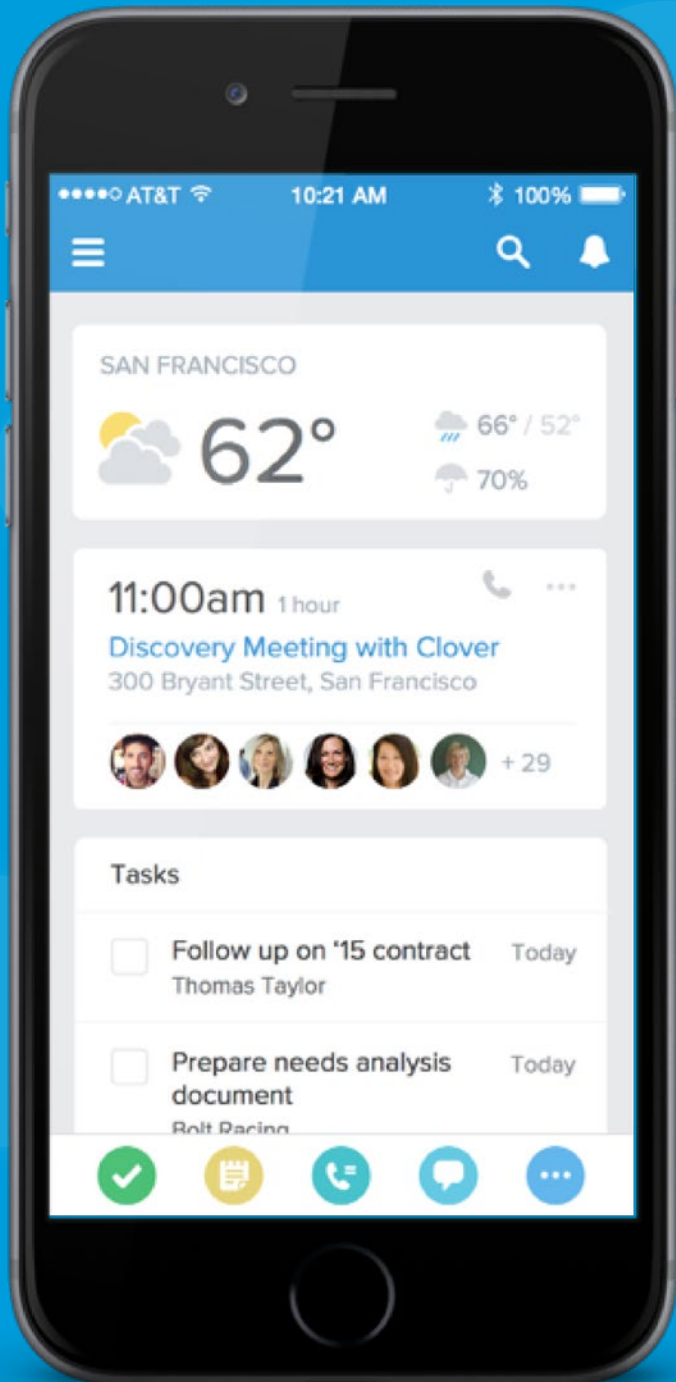 AT&T 10:21 AM 100%
SAN FRANCISCO
62° 66° / 52°
70%
11:00am 1 hour
Discovery Meeting with Clover
300 Bryant Street, San Francisco
+ 29
Tasks
Follow up on ‘15 contract Today
Thomas Taylor
Prepare needs analysis Today
document
Bolt Racing